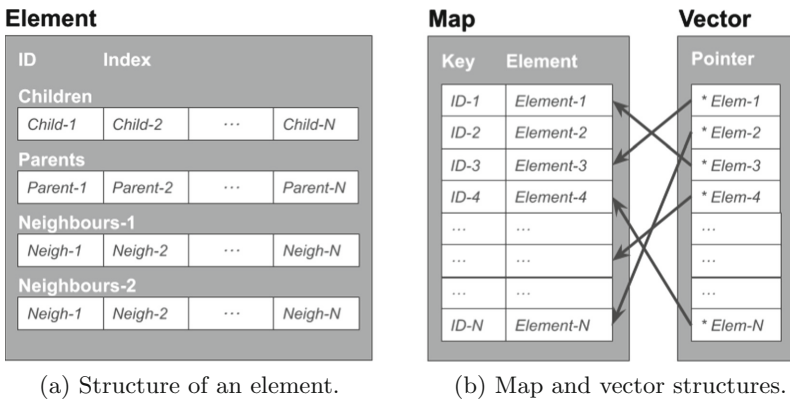 Element
ID Index
Children
Child-1 Child-2 ... Child-N
Parents
Parent-1 Parent-2 ... Parent-N
Neighbours-1
Neigh-1 Neigh-2 ... Neigh-N
Neighbours-2
Neigh-1 Neigh-2 ... Neigh-N
(a) Structure of an element.
Map
Key Element
ID-1 Element-1
ID-2 Element-2
ID-3 Element-3
ID-4 Element-4
... ...
... ...
... ...
ID-N Element-N
Vector
Pointer
* Elem-1
* Elem-2
* Elem-3
* Elem-4
...
...
...
* Elem-N
(b) Map and vector structures.